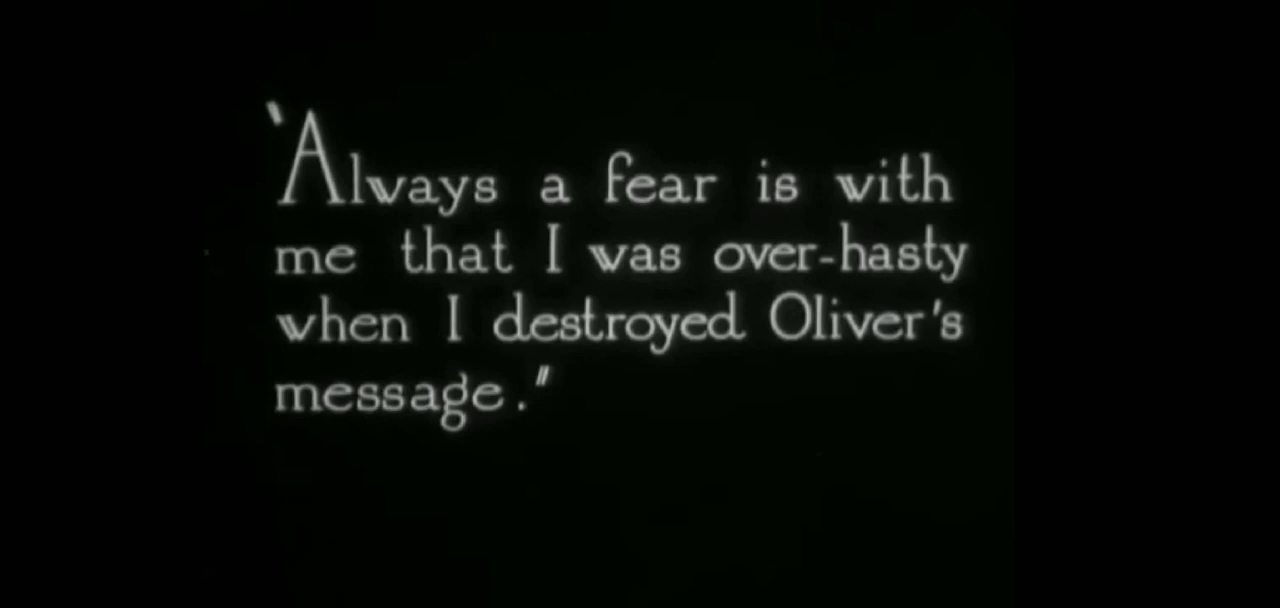 "Always a fear is with
me that I was over-hasty
when I destroyed Oliver's
message."